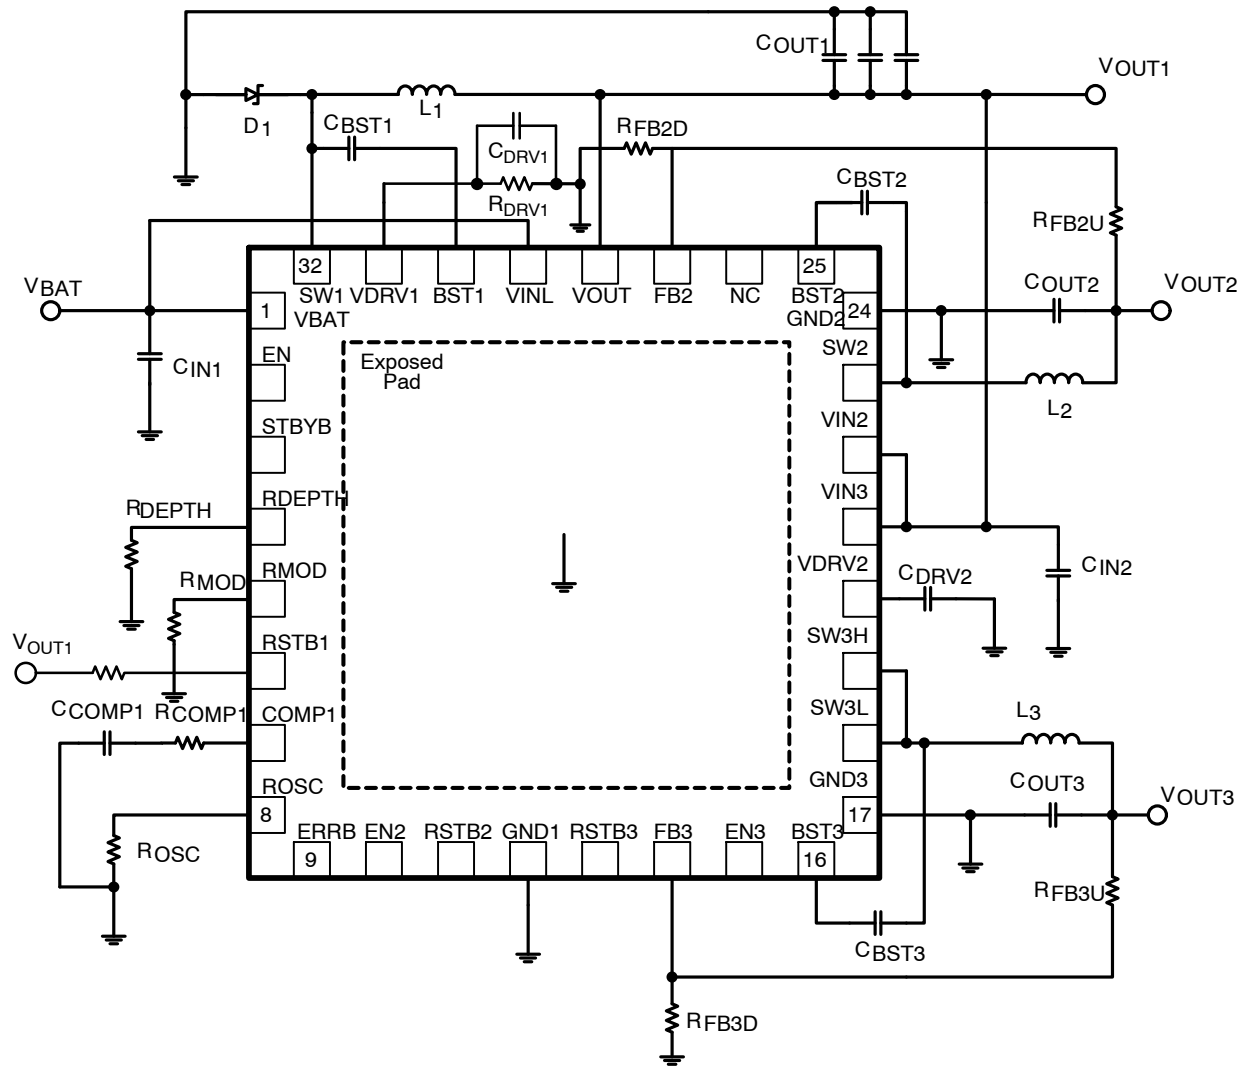 COUT1
VOUT1
D1
L1
CBST1
CDRV1
RDRV1
RFB2D
CBST2
RFB2U
VBAT
32
25
SW1
VDRV1
BST1
VINL
VOUT
FB2
NC
BST2
COUT2
VOUT2
1
VBAT
GND2
24
CIN1
EN
Exposed
Pad
SW2
L2
STBYB
VIN2
RDEPTH
RDEPTH
VIN3
RMOD
RMOD
VDRV2
CDRV2
CIN2
VOUT1
RSTB1
SW3H
CCOMP1
RCOMP1
COMP1
SW3L
L3
ROSC
GND3
COUT3
VOUT3
8
17
ROSC
ERRB
EN2
RSTB2
GND1
RSTB3
FB3
EN3
BST3
9
16
RFB3U
CBST3
RFB3D